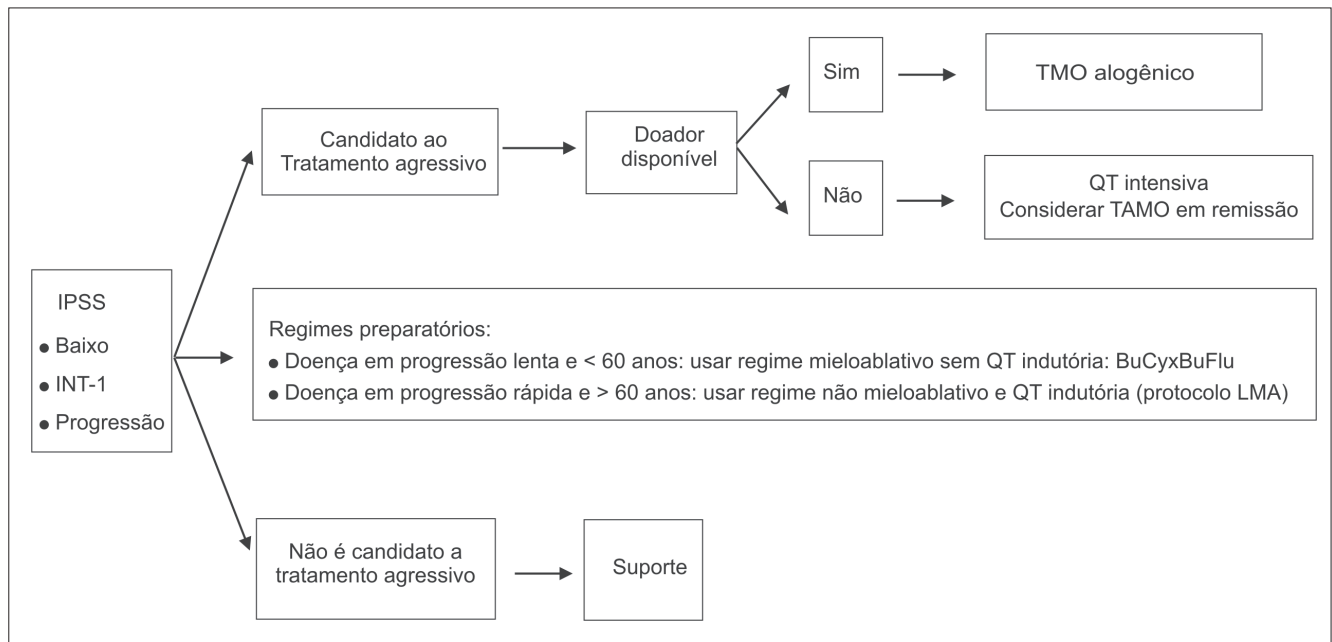 Sim
TMO alogênico
Candidato ao
Tratamento agressivo
Doador
disponível
Não
QT intensiva
Considerar TAMO em remissão
IPSS
● Baixo
● INT-1
● Progressão
Regimes preparatórios:
● Doença em progressão lenta e < 60 anos: usar regime mieloablativo sem QT indutória: BuCyxBuFlu
● Doença em progressão rápida e > 60 anos: usar regime não mieloablativo e QT indutória (protocolo LMA)
Não é candidato a
tratamento agressivo
Suporte